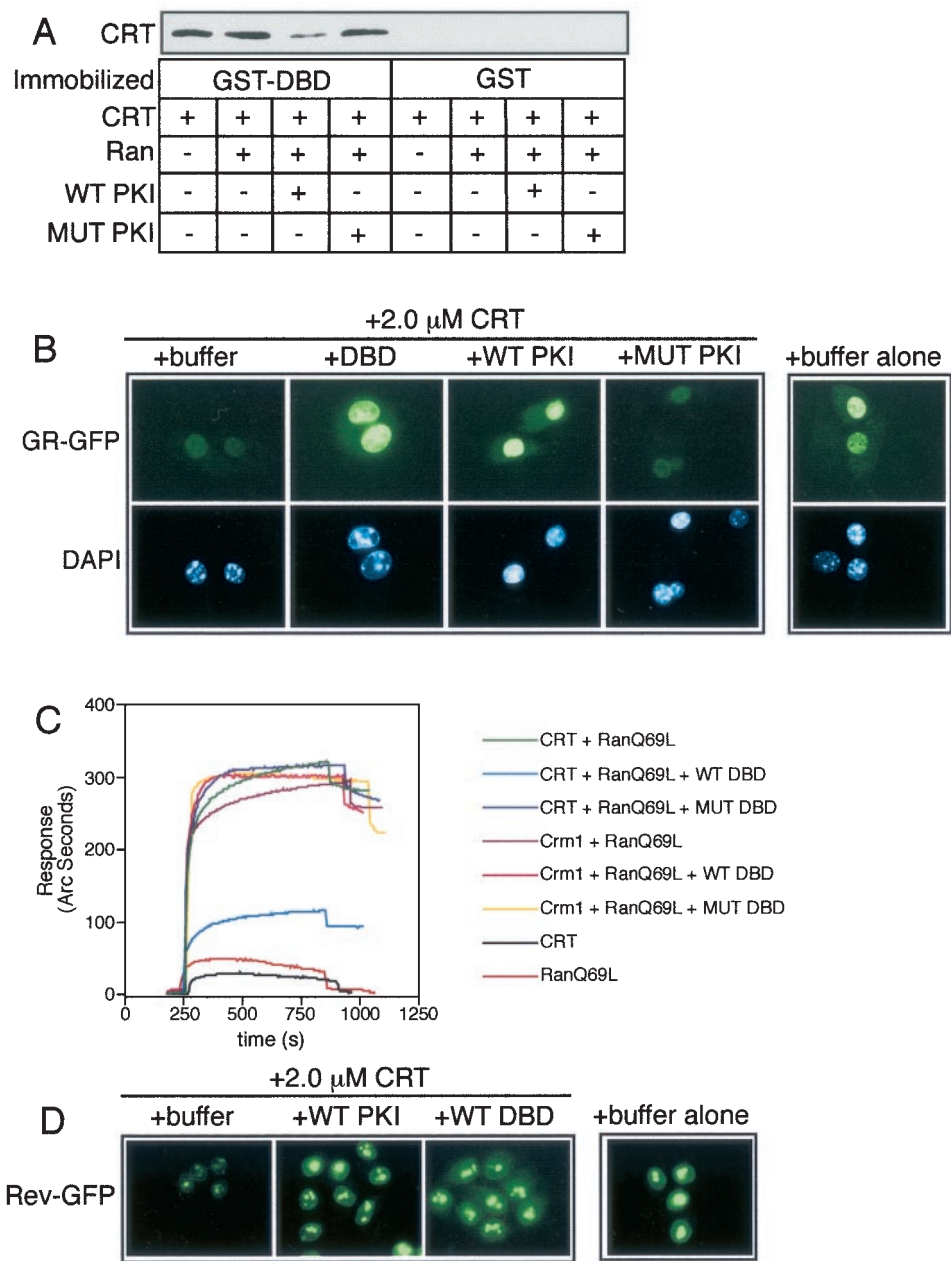 A
CRT
Immobilized GST-DBD GST
CRT + + + + + + + +
Ran - + + + - + + +
WT PKI - - + - - - + -
MUT PKI - - - + - - - +
B
+2.0 μM CRT
+buffer +DBD +WT PKI +MUT PKI +buffer alone
GR-GFP
DAPI
C
400
300
200
100
0
Response
(Arc Seconds)
0 250 500 750 1000 1250
time (s)
CRT + RanQ69L
CRT + RanQ69L + WT DBD
CRT + RanQ69L + MUT DBD
Crm1 + RanQ69L
Crm1 + RanQ69L + WT DBD
Crm1 + RanQ69L + MUT DBD
CRT
RanQ69L
D
+2.0 μM CRT
+buffer +WT PKI +WT DBD +buffer alone
Rev-GFP